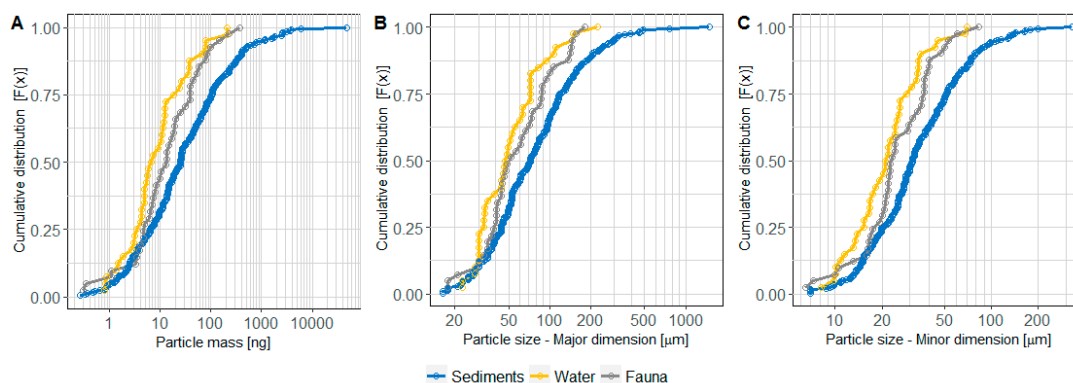 A
Cumulative distribution [F(x)]
1.00
0.75
0.50
0.25
0.00
1 10 100 1000 10000
Particle mass [ng]
B
Cumulative distribution [F(x)]
1.00
0.75
0.50
0.25
0.00
20 50 100 200 500 1000
Particle size - Major dimension [μm]
C
Cumulative distribution [F(x)]
1.00
0.75
0.50
0.25
0.00
10 20 50 100 200
Particle size - Minor dimension [μm]
Sediments Water Fauna